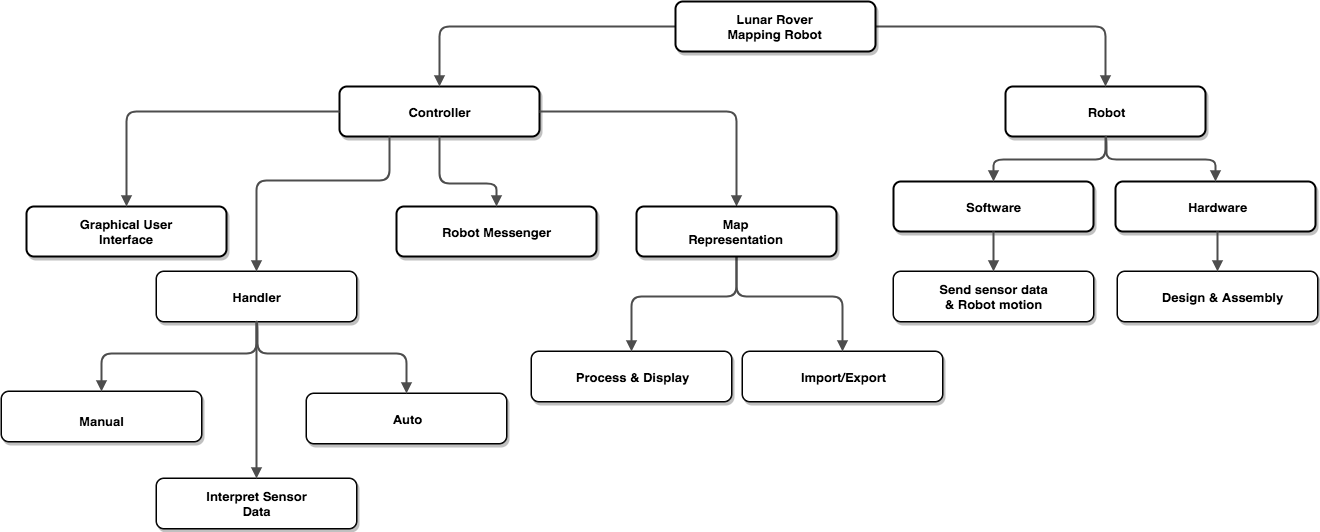 Lunar Rover
Mapping Robot
Controller
Robot
Graphical User
Interface
Robot Messenger
Map
Representation
Software
Hardware
Handler
Send sensor data
& Robot motion
Design & Assembly
Process & Display
Import/Export
Manual
Auto
Interpret Sensor
Data